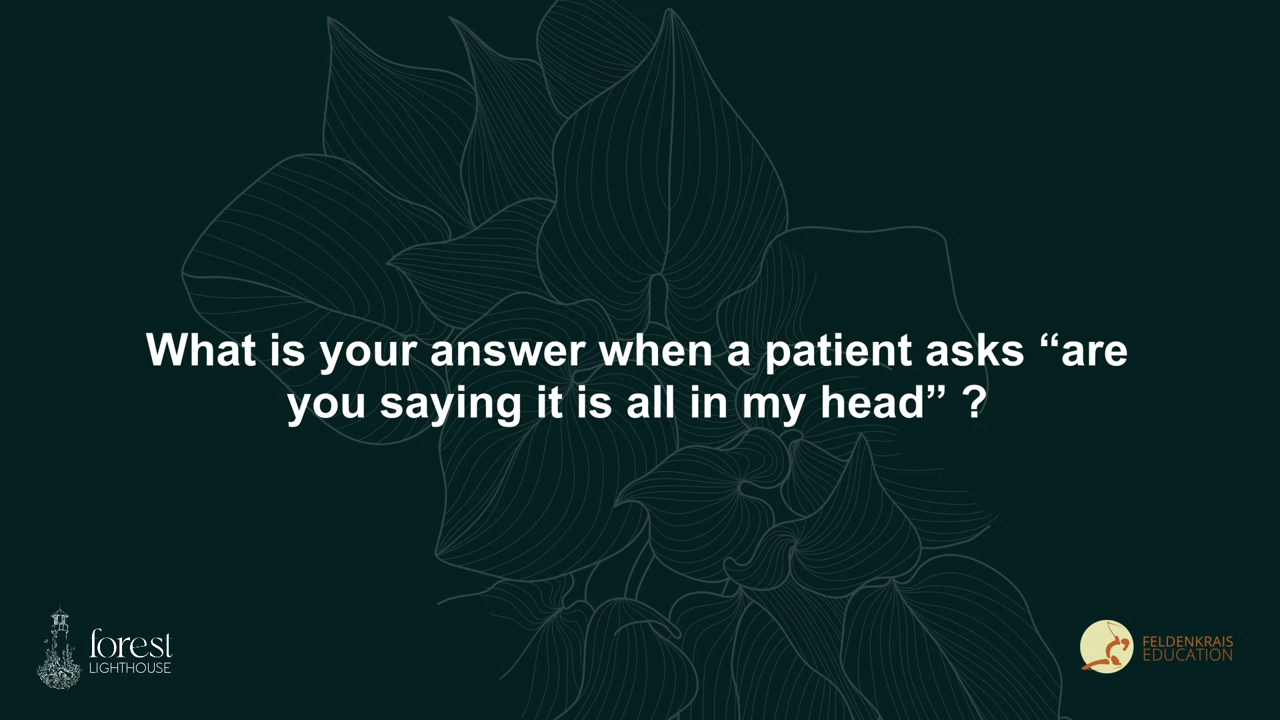 What is your answer when a patient asks “are
you saying it is all in my head” ?
forest
LIGHTHOUSE
FELDENKRAIS
EDUCATION